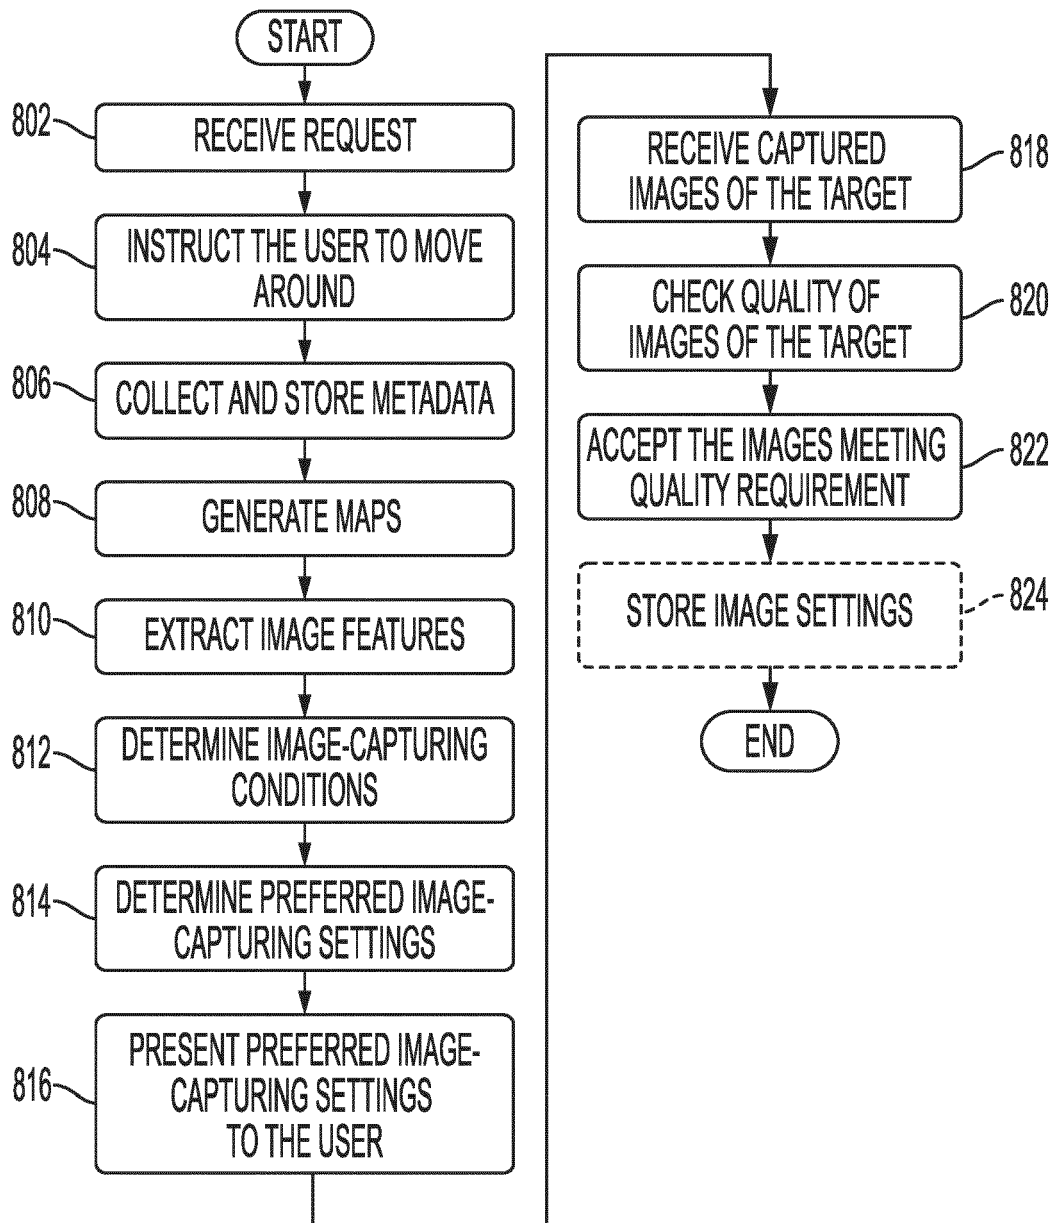 START
802
RECEIVE REQUEST
804
INSTRUCT THE USER TO MOVE
AROUND
806
COLLECT AND STORE METADATA
808
GENERATE MAPS
810
EXTRACT IMAGE FEATURES
812
DETERMINE IMAGE-CAPTURING
CONDITIONS
814
DETERMINE PREFERRED IMAGE-
CAPTURING SETTINGS
816
PRESENT PREFERRED IMAGE-
CAPTURING SETTINGS
TO THE USER
RECEIVE CAPTURED
IMAGES OF THE TARGET
818
CHECK QUALITY OF
IMAGES OF THE TARGET
820
ACCEPT THE IMAGES MEETING
QUALITY REQUIREMENT
822
STORE IMAGE SETTINGS
824
END